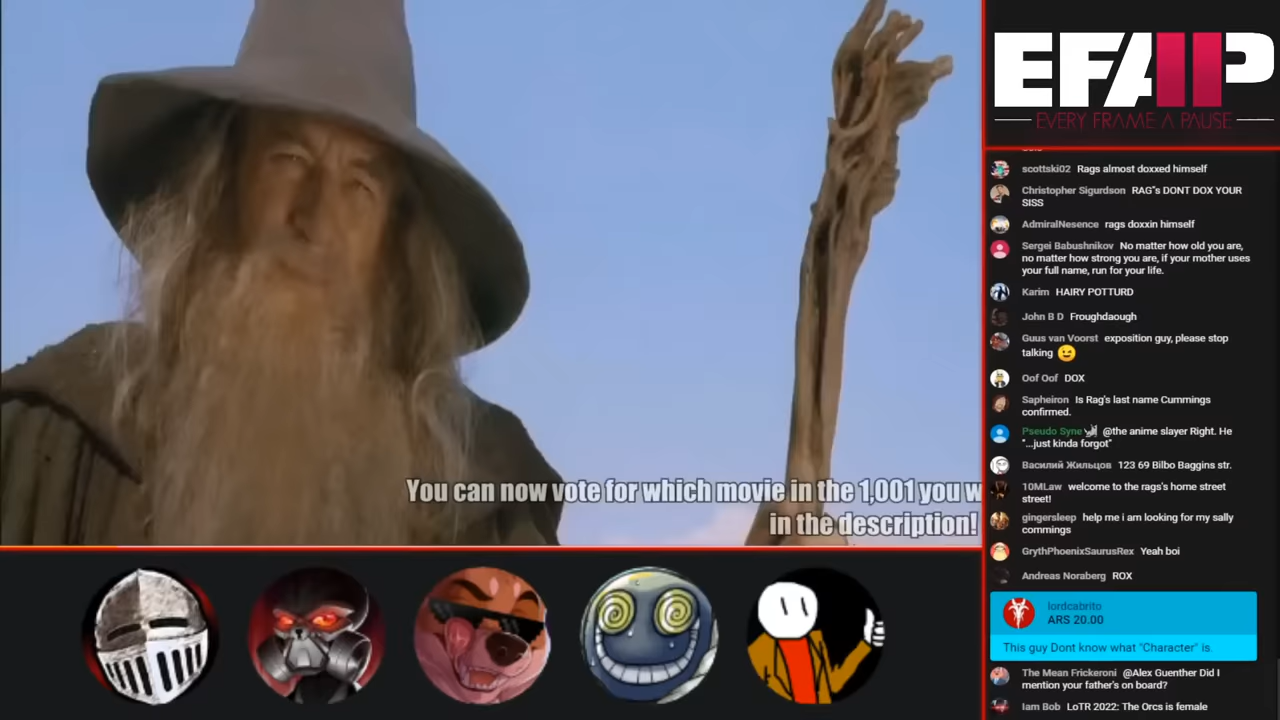 You can now vote for which movie in the 1,001 you w
in the description!
EFAP
EVERY FRAME A PAUSE
scottski02 Rags almost doxxed himself
Christopher Sigurdson RAG"s DONT DOX YOUR
SISS
AdmiralNesence rags doxxin himself
Sergei Babushnikov No matter how old you are,
no matter how strong you are, if your mother uses
your full name, run for your life.
Karim HAIRY POTTURD
John B D Froughdaough
Guus van Voorst exposition guy, please stop
talking 😉
Oof Oof DOX
Sapheiron Is Rag's last name Cummings
confirmed.
Pseudo Syne @the anime slayer Right. He
"...just kinda forgot"
Василий Жильцов 123 69 Bilbo Baggins str.
10MLaw welcome to the rags's home street
street!
gingersleep help me i am looking for my sally
commings
GrythPhoenixSaurusRex Yeah boi
Andreas Noraberg ROX
lordcabrito
ARS 20.00
This guy Dont know what "Character" is.
The Mean Frickeroni @Alex Guenther Did I
mention your father's on board?
Iam Bob LoTR 2022: The Orcs is female